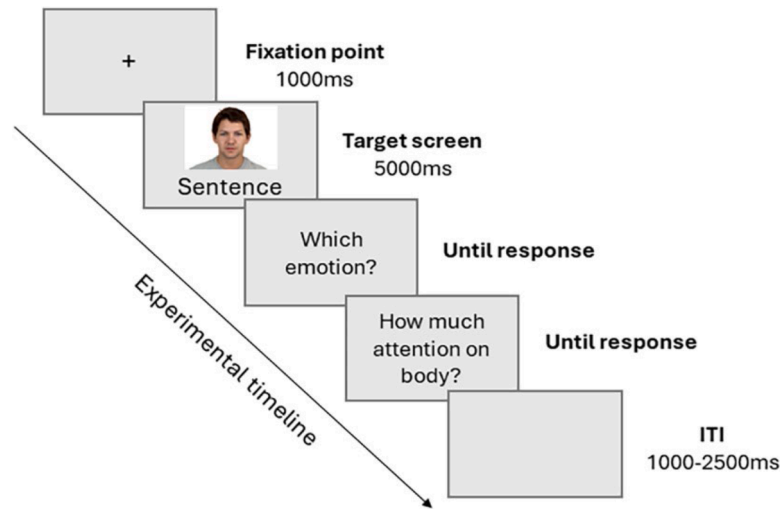 +
Fixation point
1000ms
Sentence
Target screen
5000ms
Which
emotion?
Until response
How much
attention on
body?
Until response
ITI
1000-2500ms
Experimental timeline